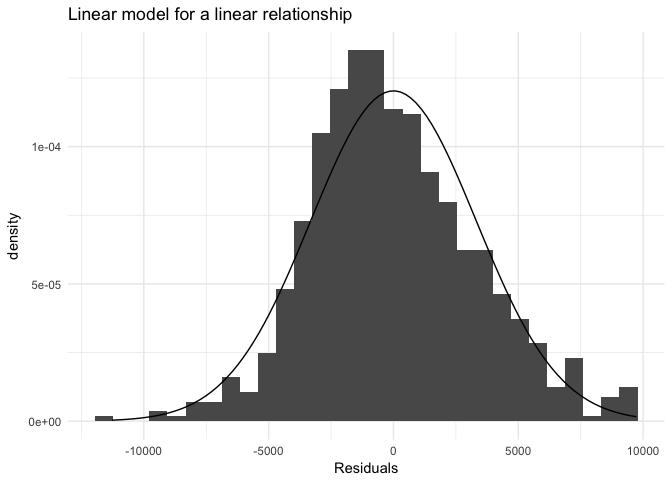 Linear model for a linear relationship
density
1e-04
5e-05
0e+00
-10000 -5000 0 5000 10000
Residuals